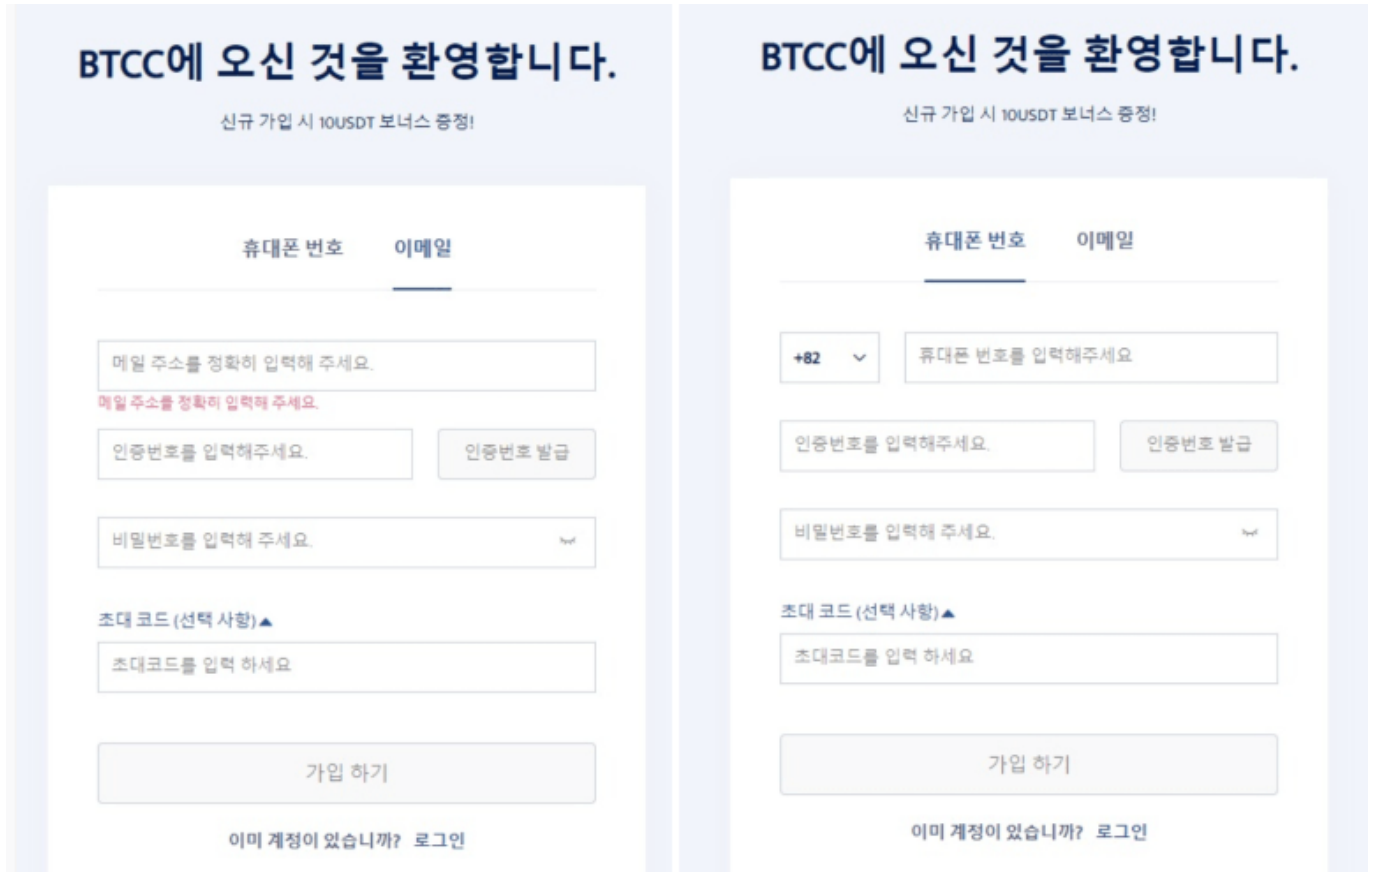 BTCC에 오신 것을 환영합니다.
신규 가입 시 10USDT 보너스 증정!
휴대폰 번호 이메일
메일 주소를 정확히 입력해 주세요.
메일 주소를 정확히 입력해 주세요.
인증번호를 입력해주세요. 인증번호 발급
비밀번호를 입력해 주세요.
초대 코드 (선택 사항)▲
초대코드를 입력 하세요
가입 하기
이미 계정이 있습니까? 로그인
BTCC에 오신 것을 환영합니다.
신규 가입 시 10USDT 보너스 증정!
휴대폰 번호 이메일
+82 휴대폰 번호를 입력해주세요
인증번호를 입력해주세요. 인증번호 발급
비밀번호를 입력해 주세요.
초대 코드 (선택 사항)▲
초대코드를 입력 하세요
가입 하기
이미 계정이 있습니까? 로그인